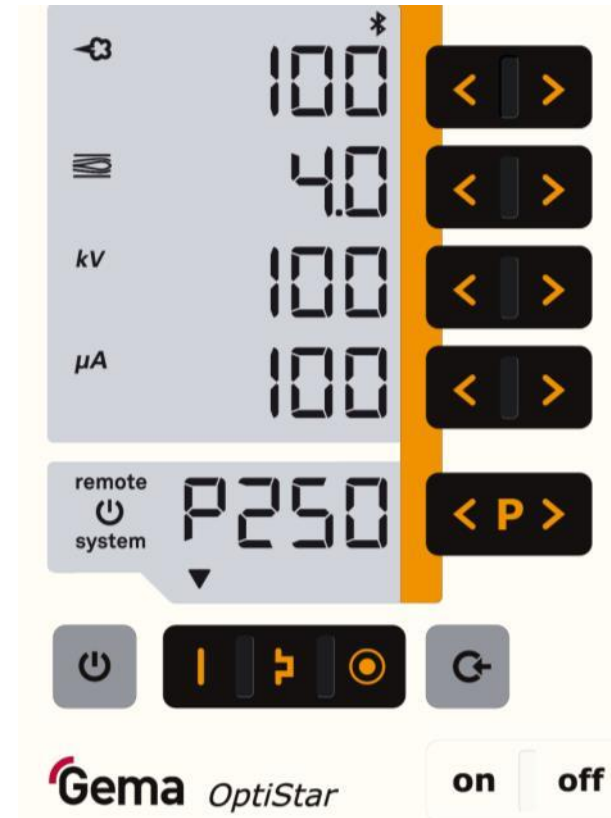 100
4.0
kV 100
µA 100
remote
system
P250
< P >
Gema OptiStar
on off